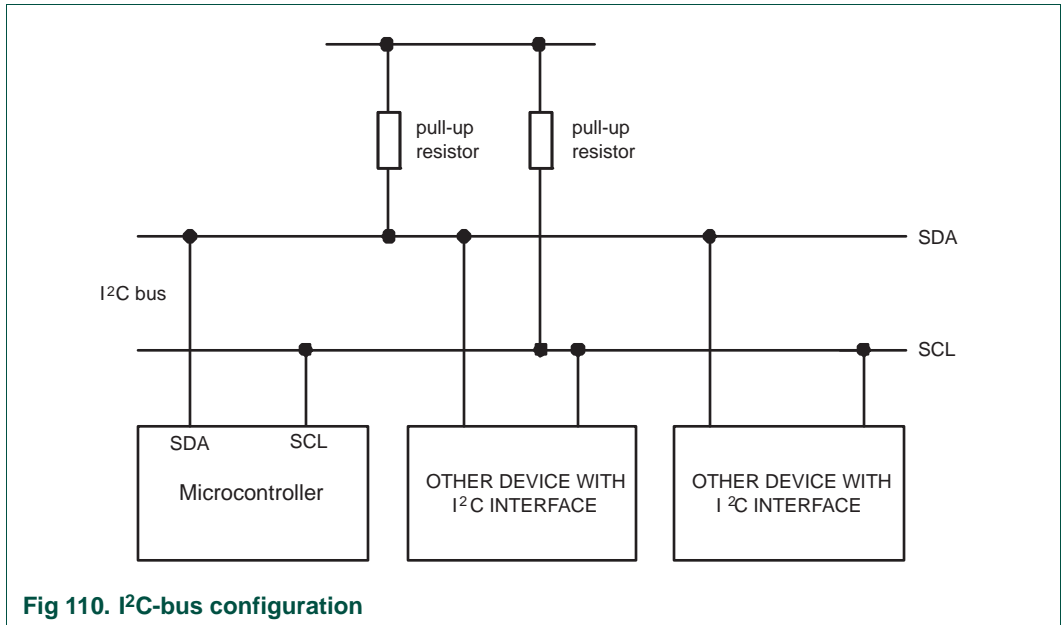 pull-up
resistor
pull-up
resistor
SDA
I²C bus
SCL
SDA
SCL
Microcontroller
OTHER DEVICE WITH
I²C INTERFACE
OTHER DEVICE WITH
I²C INTERFACE
Fig 110. I²C-bus configuration